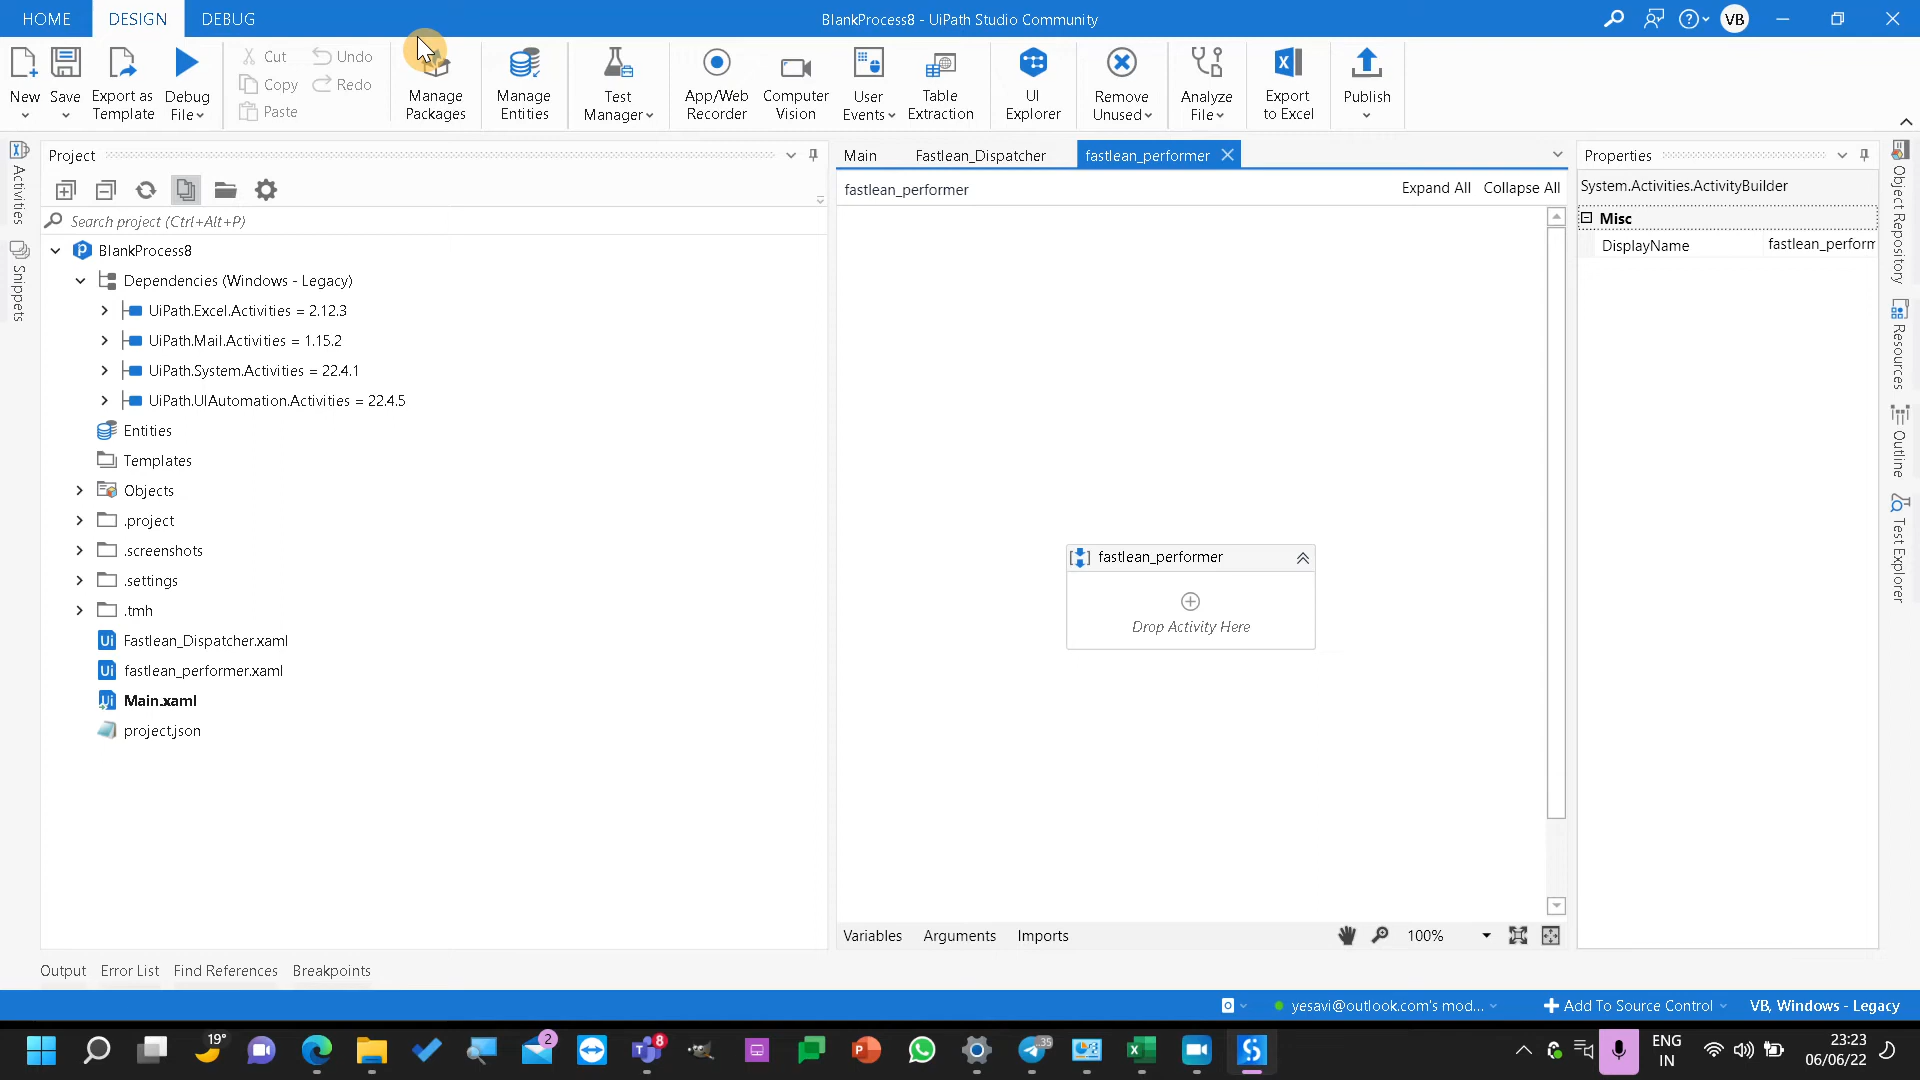 HOME DESIGN DEBUG
BlankProcess8 - UiPath Studio Community
VB
New
Save
Export as
Template
Debug
File
Cut
Undo
Copy
Redo
Paste
Manage
Packages
Manage
Entities
Test
Manager
App/Web
Recorder
Computer
Vision
User
Events
Table
Extraction
UI
Explorer
Remove
Unused
Analyze
File
Export
to Excel
Publish
Activities
Snippets
Project
Search project (Ctrl+Alt+P)
BlankProcess8
Dependencies (Windows - Legacy)
UiPath.Excel.Activities = 2.12.3
UiPath.Mail.Activities = 1.15.2
UiPath.System.Activities = 22.4.1
UiPath.UIAutomation.Activities = 22.4.5
Entities
Templates
Objects
.project
.screenshots
.settings
.tmh
Fastlean_Dispatcher.xaml
fastlean_performer.xaml
Main.xaml
project.json
Main Fastlean_Dispatcher fastlean_performer
fastlean_performer
Expand All Collapse All
fastlean_performer
Drop Activity Here
Variables Arguments Imports
100%
Properties
System.Activities.ActivityBuilder
Misc
DisplayName fastlean_perform
Object Repository
Resources
Outline
Test Explorer
Output Error List Find References Breakpoints
yesavi@outlook.com's mod...
Add To Source Control
VB, Windows - Legacy
19°
2
8
35
ENG
IN
23:23
06/06/22